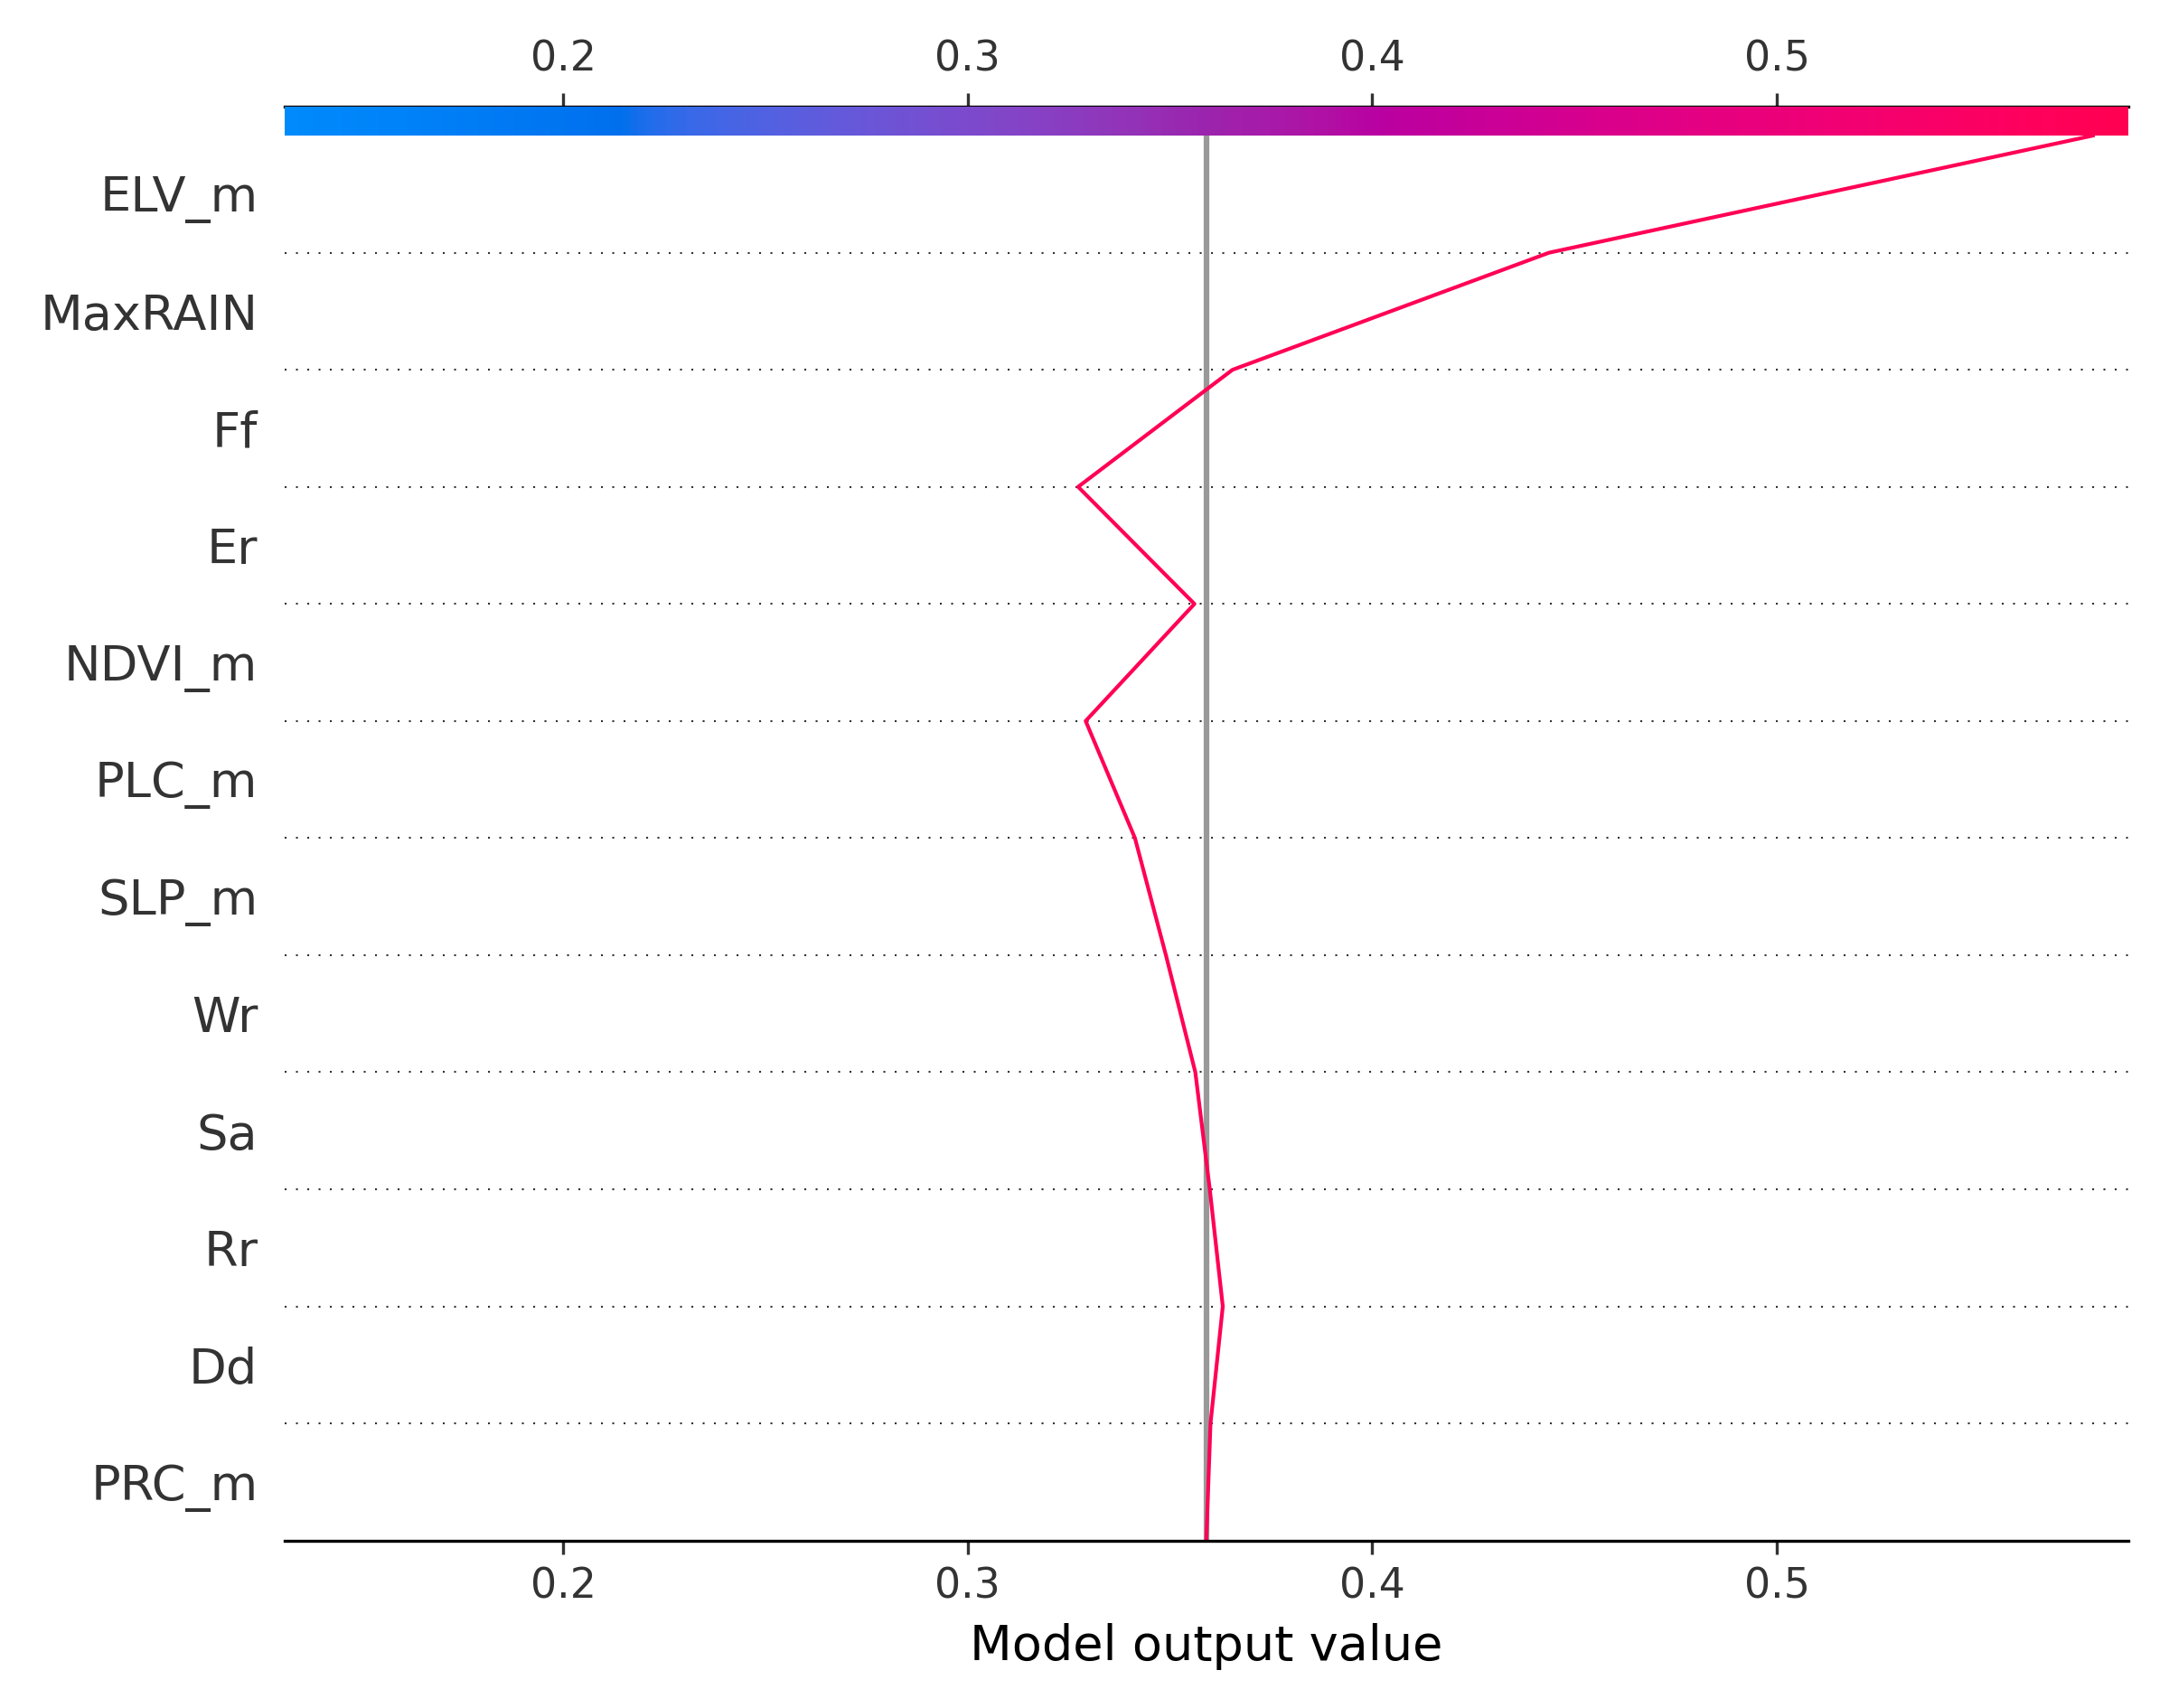 0.2 0.3 0.4 0.5
ELV_m
MaxRAIN
Ff
Er
NDVI_m
PLC_m
SLP_m
Wr
Sa
Rr
Dd
PRC_m
0.2 0.3 0.4 0.5
Model output value